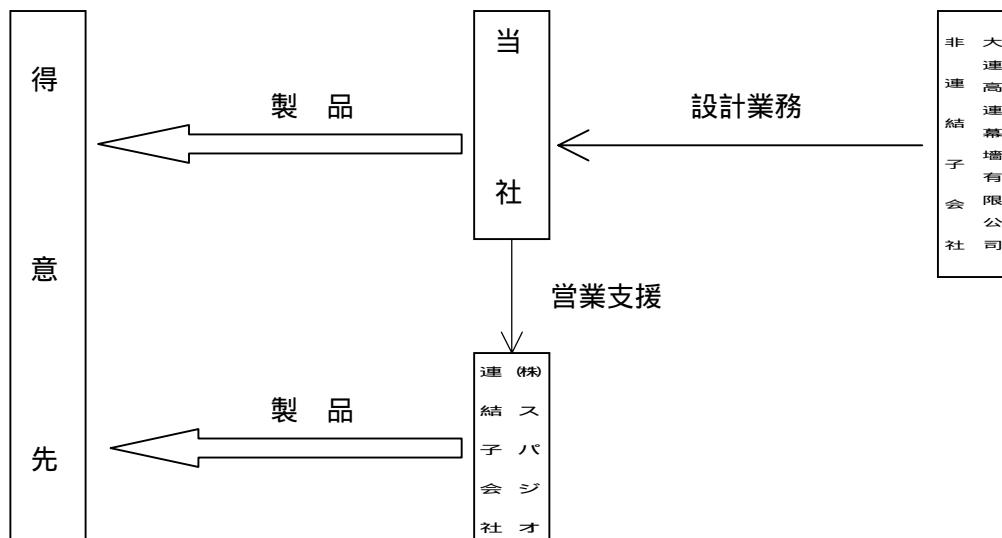 得意先
製　品
当社
設計業務
大連高連幕墙有限公司
非連結子会社
営業支援
製　品
㈱スパジオ
連結子会社